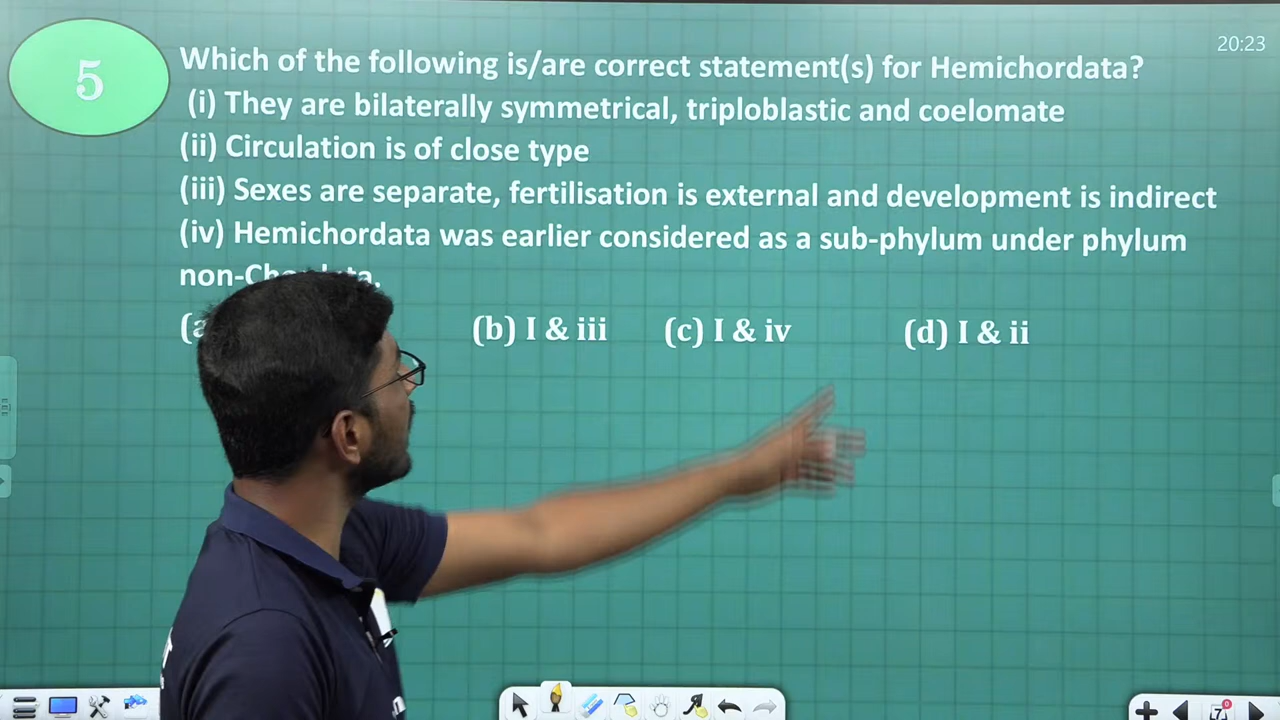 5
20:23
Which of the following is/are correct statement(s) for Hemichordata?
(i) They are bilaterally symmetrical, triploblastic and coelomate
(ii) Circulation is of close type
(iii) Sexes are separate, fertilisation is external and development is indirect
(iv) Hemichordata was earlier considered as a sub-phylum under phylum
(b) I & iii (c) I & iv (d) I & ii